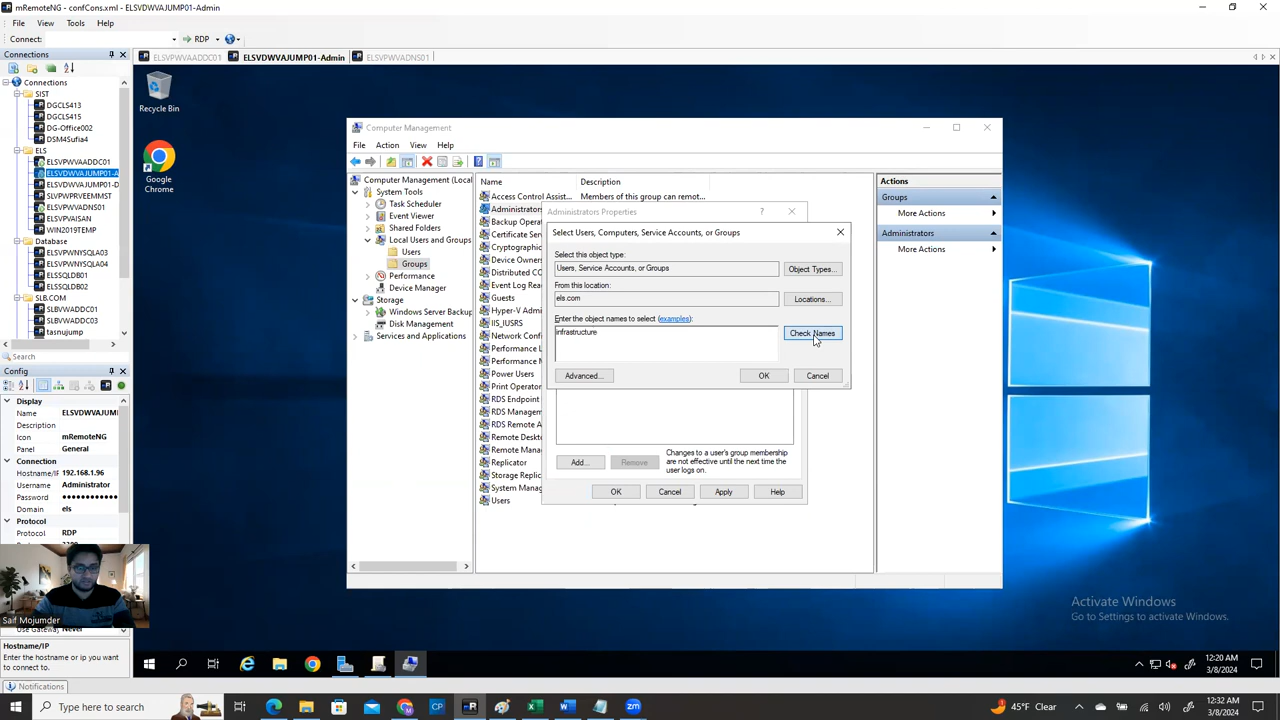 mRemoteNG - confCons.xml - ELSVDWVAJUMP01-Admin
File View Tools Help
Connect: RDP
Connections
ELSVPWVAADDC01 ELSVDWVAJUMP01-Admin ELSVPWVADNS01
Connections
SIST
DGCLS413
DGCLS415
DG-Office002
DSM4Sufia4
ELS
ELSVPWVAADDC01
ELSVDWVAJUMP01-A
ELSVDWVAJUMP01-D
SLVWPRVEEMMST
ELSVPWVADNS01
ELSVPVAISAN
WIN2019TEMP
Database
ELSVPWVNYSQLA03
ELSVPWVNYSQLA04
ELSSQLDB01
ELSSQLDB02
SLB.COM
SLBVWADDC01
SLBVWADDC03
tasnujump
Search
Config
Display
Name ELSVDWVAJUMI
Description
Icon mRemoteNG
Panel General
Connection
Hostname/IP 192.168.1.96
Username Administrator
Password ●●●●●●●●●●●●
Domain els
Protocol
Protocol RDP
Saif Mojumder
Use Gateway Never
Hostname/IP
Enter the hostname or ip you want to connect to.
Notifications
Recycle Bin
Google Chrome
Computer Management
File Action View Help
Computer Management (Local
System Tools
Task Scheduler
Event Viewer
Shared Folders
Local Users and Groups
Users
Groups
Performance
Device Manager
Storage
Windows Server Backup
Disk Management
Services and Applications
Name Description
Access Control Assist... Members of this group can remot...
Administrators
Backup Opera
Certificate Serv
Cryptographic
Device Owners
Distributed CO
Event Log Rea
Guests
Hyper-V Admi
IIS_IUSRS
Network Confi
Performance L
Performance M
Power Users
Print Operator
RDS Endpoint
RDS Managem
RDS Remote A
Remote Deskto
Remote Manag
Replicator
Storage Replic
System Manag
Users
Actions
Groups
More Actions
Administrators
More Actions
Administrators Properties ?
Select Users, Computers, Service Accounts, or Groups
Select this object type:
Users, Service Accounts, or Groups Object Types...
From this location:
els.com Locations...
Enter the object names to select (examples):
infrastructure Check Names
Advanced... OK Cancel
Add... Remove Changes to a user's group membership
are not effective until the next time the
user logs on.
OK Cancel Apply Help
Activate Windows
Go to Settings to activate Windows.
12:20 AM
3/8/2024
Type here to search
45°F Clear
12:32 AM
3/8/2024